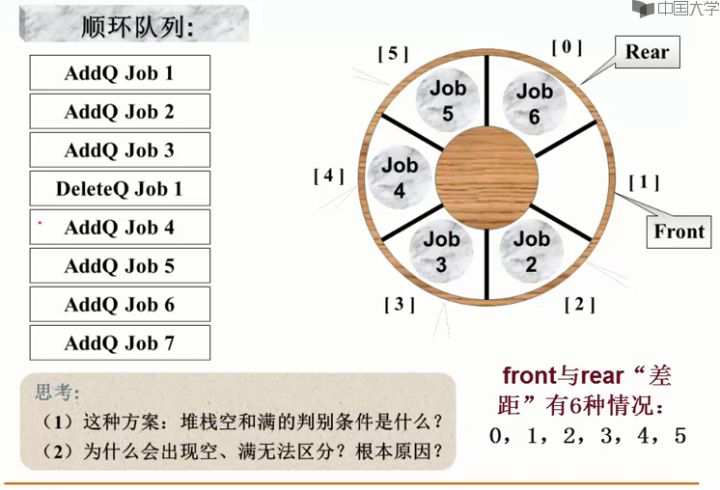 中国大学
顺环队列：
AddQ Job 1
AddQ Job 2
AddQ Job 3
DeleteQ Job 1
AddQ Job 4
AddQ Job 5
AddQ Job 6
AddQ Job 7
[ 5 ]
[ 0 ]
Rear
Job
5
Job
6
[ 4 ]
Job
4
[ 1 ]
Front
Job
3
Job
2
[ 3 ]
[ 2 ]
思考：
（1）这种方案：堆栈空和满的判别条件是什么？
（2）为什么会出现空、满无法区分？根本原因？
front与rear“差
距”有6种情况：
0，1，2，3，4，5